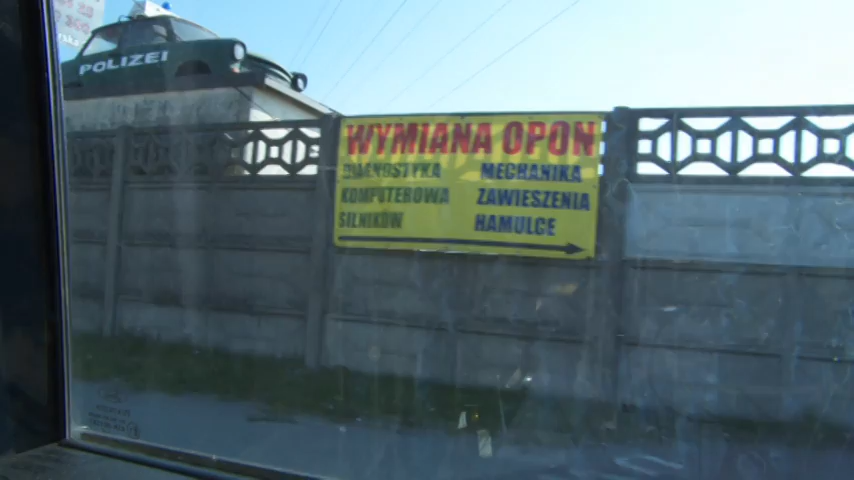 POLIZEI
WYMIANA OPON
DIAGNOSTYKA
KOMPUTEROWA
SILNIKÓW
MECHANIKA
ZAWIESZENIA
HAMULCE